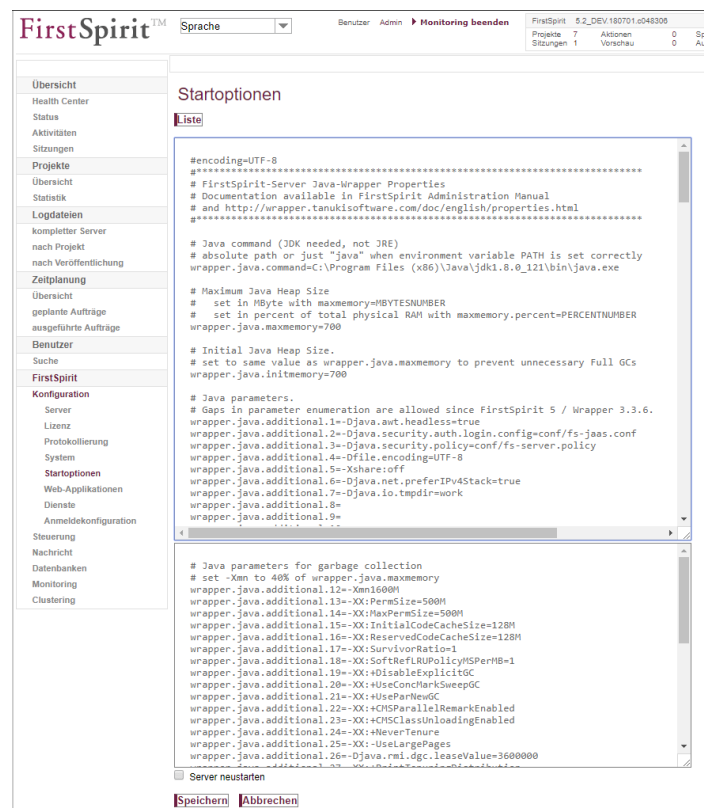 FirstSpirit™
Sprache
Benutzer Admin Monitoring beenden
FirstSpirit 5.2_DEV.180701.c048306
Projekte 7 Aktionen 0 Sp
Sitzungen 1 Vorschau 0 Au
Übersicht
Health Center
Status
Aktivitäten
Sitzungen
Projekte
Übersicht
Statistik
Logdateien
kompletter Server
nach Projekt
nach Veröffentlichung
Zeitplanung
Übersicht
geplante Aufträge
ausgeführte Aufträge
Benutzer
Suche
FirstSpirit
Konfiguration
Server
Lizenz
Protokollierung
System
Startoptionen
Web-Applikationen
Dienste
Anmeldekonfiguration
Steuerung
Nachricht
Datenbanken
Monitoring
Clustering
Startoptionen
Liste
#encoding=UTF-8
#*****************************************************************************
# FirstSpirit-Server Java-Wrapper Properties
# Documentation available in FirstSpirit Administration Manual
# and http://wrapper.tanukisoftware.com/doc/english/properties.html
#*****************************************************************************
# Java command (JDK needed, not JRE)
# absolute path or just "java" when environment variable PATH is set correctly
wrapper.java.command=C:\Program Files (x86)\Java\jdk1.8.0_121\bin\java.exe
# Maximum Java Heap Size
#   set in MByte with maxmemory=MBYTESNUMBER
#   set in percent of total physical RAM with maxmemory.percent=PERCENTNUMBER
wrapper.java.maxmemory=700
# Initial Java Heap Size.
# set to same value as wrapper.java.maxmemory to prevent unnecessary Full GCs
wrapper.java.initmemory=700
# Java parameters.
# Gaps in parameter enumeration are allowed since FirstSpirit 5 / Wrapper 3.3.6.
wrapper.java.additional.1=-Djava.awt.headless=true
wrapper.java.additional.2=-Djava.security.auth.login.config=conf/fs-jaas.conf
wrapper.java.additional.3=-Djava.security.policy=conf/fs-server.policy
wrapper.java.additional.4=-Dfile.encoding=UTF-8
wrapper.java.additional.5=-Xshare:off
wrapper.java.additional.6=-Djava.net.preferIPv4Stack=true
wrapper.java.additional.7=-Djava.io.tmpdir=work
wrapper.java.additional.8=
wrapper.java.additional.9=
# Java parameters for garbage collection
# set -Xmn to 40% of wrapper.java.maxmemory
wrapper.java.additional.12=-Xmn1600M
wrapper.java.additional.13=-XX:PermSize=500M
wrapper.java.additional.14=-XX:MaxPermSize=500M
wrapper.java.additional.15=-XX:InitialCodeCacheSize=128M
wrapper.java.additional.16=-XX:ReservedCodeCacheSize=128M
wrapper.java.additional.17=-XX:SurvivorRatio=1
wrapper.java.additional.18=-XX:SoftRefLRUPolicyMSPerMB=1
wrapper.java.additional.19=-XX:+DisableExplicitGC
wrapper.java.additional.20=-XX:+UseConcMarkSweepGC
wrapper.java.additional.21=-XX:+UseParNewGC
wrapper.java.additional.22=-XX:+CMSParallelRemarkEnabled
wrapper.java.additional.23=-XX:+CMSClassUnloadingEnabled
wrapper.java.additional.24=-XX:+NeverTenure
wrapper.java.additional.25=-XX:-UseLargePages
wrapper.java.additional.26=-Djava.rmi.dgc.leaseValue=3600000
Server neustarten
Speichern Abbrechen